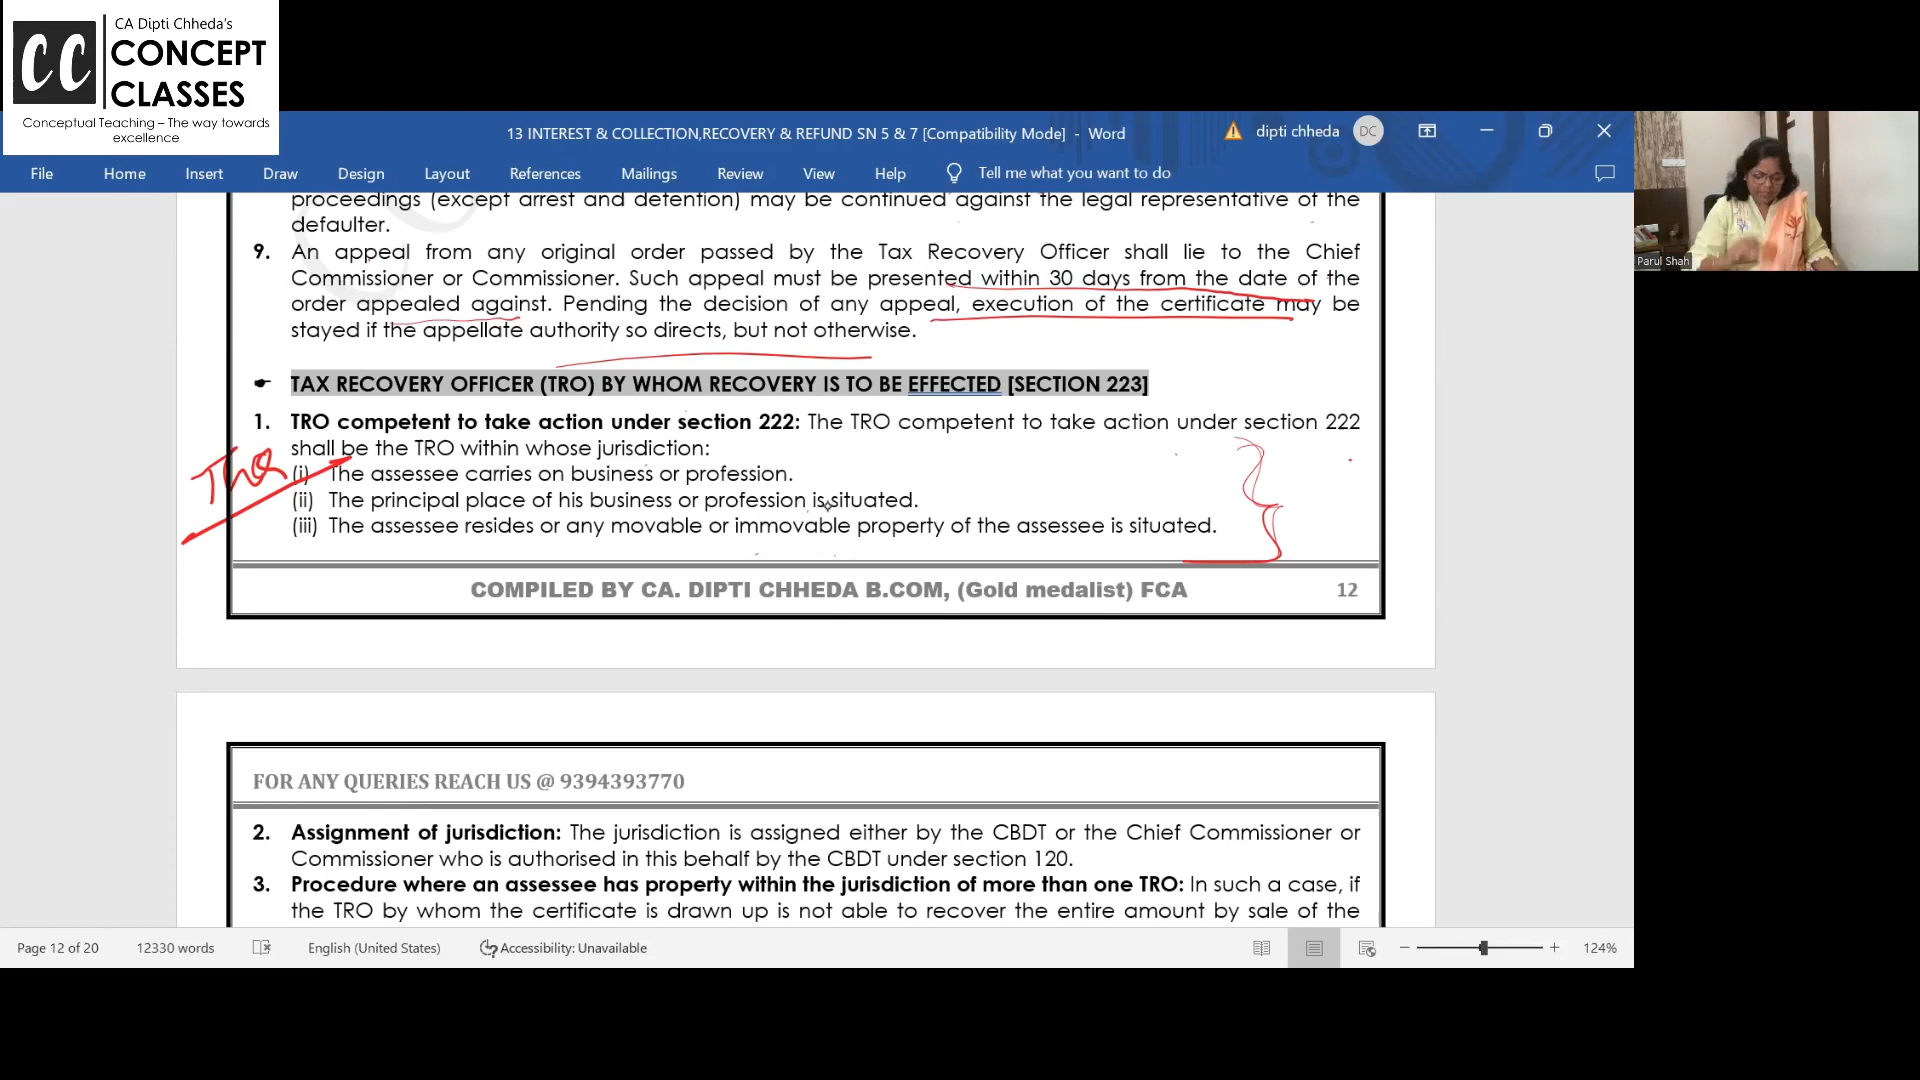 CA Dipti Chheda's
CC CONCEPT
CLASSES
Conceptual Teaching – The way towards
excellence
13 INTEREST & COLLECTION,RECOVERY & REFUND SN 5 & 7 [Compatibility Mode] - Word
dipti chheda DC
File Home Insert Draw Design Layout References Mailings Review View Help Tell me what you want to do
proceedings (except arrest and detention) may be continued against the legal representative of the
defaulter.
9. An appeal from any original order passed by the Tax Recovery Officer shall lie to the Chief
Commissioner or Commissioner. Such appeal must be presented within 30 days from the date of the
order appealed against. Pending the decision of any appeal, execution of the certificate may be
stayed if the appellate authority so directs, but not otherwise.
TAX RECOVERY OFFICER (TRO) BY WHOM RECOVERY IS TO BE EFFECTED [SECTION 223]
1. TRO competent to take action under section 222: The TRO competent to take action under section 222
shall be the TRO within whose jurisdiction:
(i) The assessee carries on business or profession.
(ii) The principal place of his business or profession is situated.
(iii) The assessee resides or any movable or immovable property of the assessee is situated.
COMPILED BY CA. DIPTI CHHEDA B.COM, (Gold medalist) FCA 12
FOR ANY QUERIES REACH US @ 9394393770
2. Assignment of jurisdiction: The jurisdiction is assigned either by the CBDT or the Chief Commissioner or
Commissioner who is authorised in this behalf by the CBDT under section 120.
3. Procedure where an assessee has property within the jurisdiction of more than one TRO: In such a case, if
the TRO by whom the certificate is drawn up is not able to recover the entire amount by sale of the
Page 12 of 20 12330 words English (United States) Accessibility: Unavailable 124%
Parul Shah